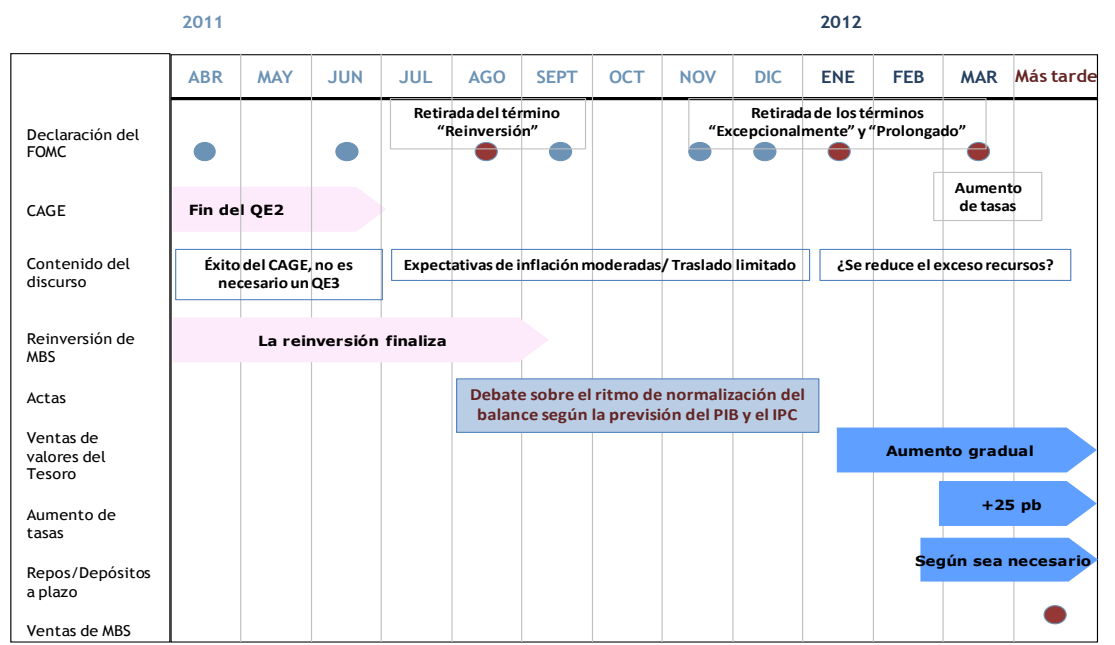 2011
2012
ABR
MAY
JUN
JUL
AGO
SEPT
OCT
NOV
DIC
ENE
FEB
MAR
Más tarde
Declaración del
FOMC
Retirada del término
“Reinversión”
Retirada de los términos
“Excepcionalmente” y “Prolongado”
CAGE
Fin del QE2
Aumento
de tasas
Contenido del
discurso
Éxito del CAGE, no es
necesario un QE3
Expectativas de inflación moderadas/ Traslado limitado
¿Se reduce el exceso recursos?
Reinversión de
MBS
La reinversión finaliza
Actas
Debate sobre el ritmo de normalización del
balance según la previsión del PIB y el IPC
Ventas de
valores del
Tesoro
Aumento gradual
Aumento de
tasas
+25 pb
Repos/Depósitos
a plazo
Según sea necesario
Ventas de MBS